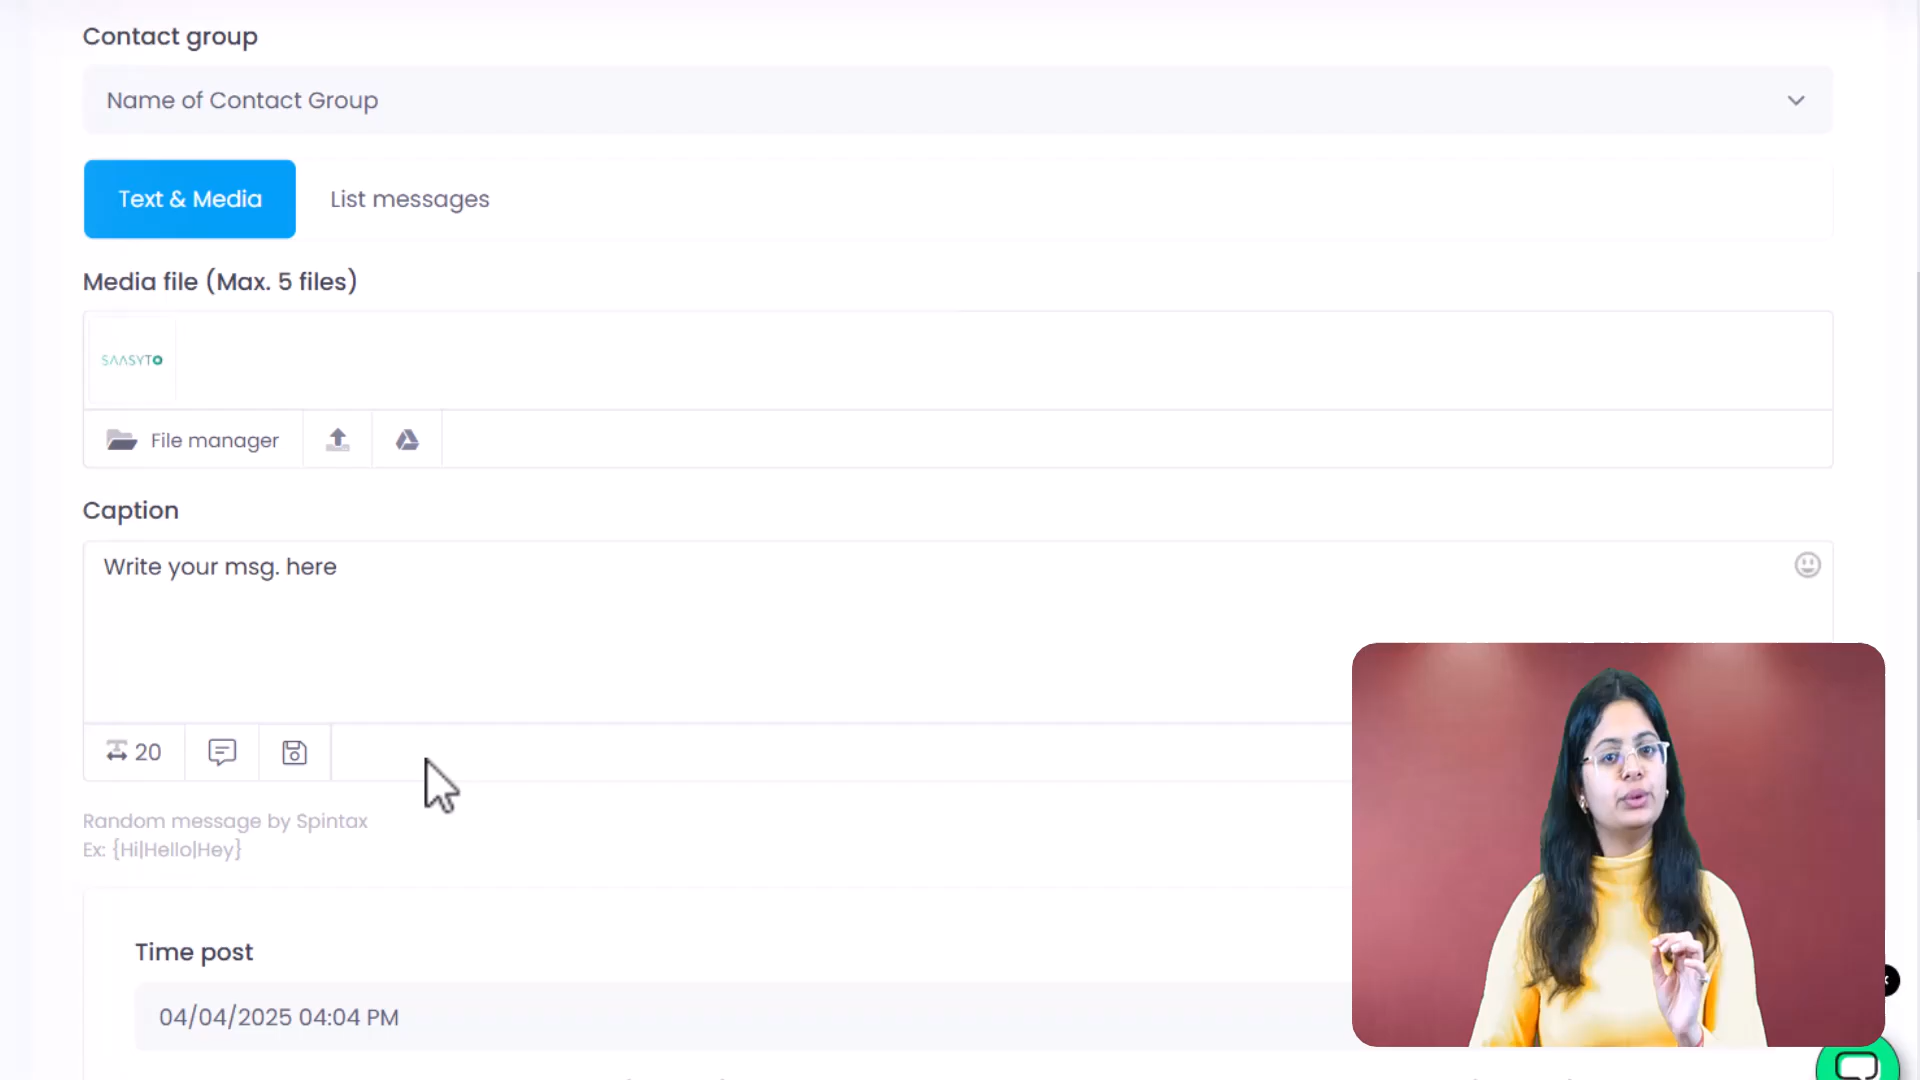 Contact group
Name of Contact Group
Text & Media
List messages
Media file (Max. 5 files)
SAASYTO
File manager
Caption
Write your msg. here
20
Random message by Spintax
Ex: {Hi|Hello|Hey}
Time post
04/04/2025 04:04 PM